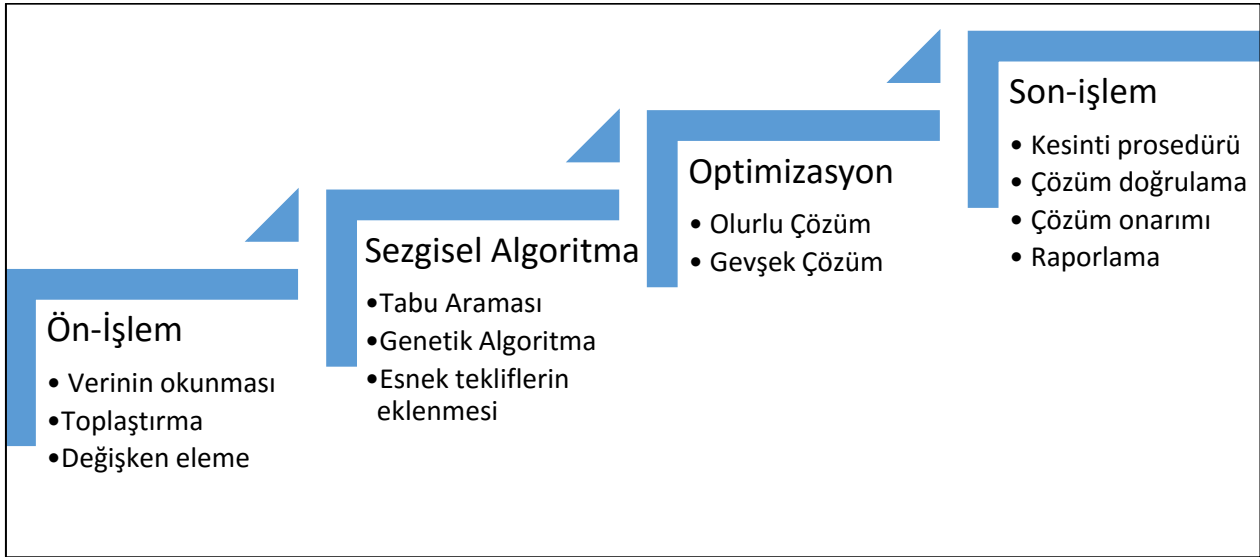 Ön-İşlem
• Verinin okunması
•Toplaştırma
•Değişken eleme
Sezgisel Algoritma
•Tabu Araması
•Genetik Algoritma
•Esnek tekliflerin
eklenmesi
Optimizasyon
• Olurlu Çözüm
• Gevşek Çözüm
Son-işlem
• Kesinti prosedürü
• Çözüm doğrulama
• Çözüm onarımı
• Raporlama